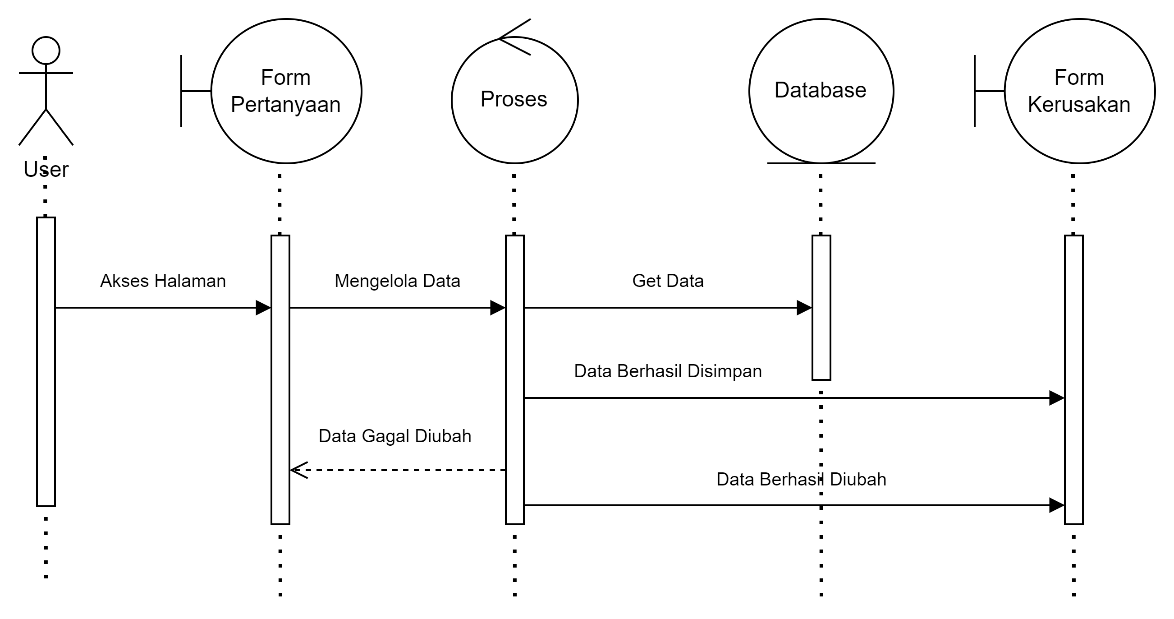 Form
Pertanyaan
Proses
Database
Form
Kerusakan
User
Akses Halaman
Mengelola Data
Get Data
Data Berhasil Disimpan
Data Gagal Diubah
Data Berhasil Diubah